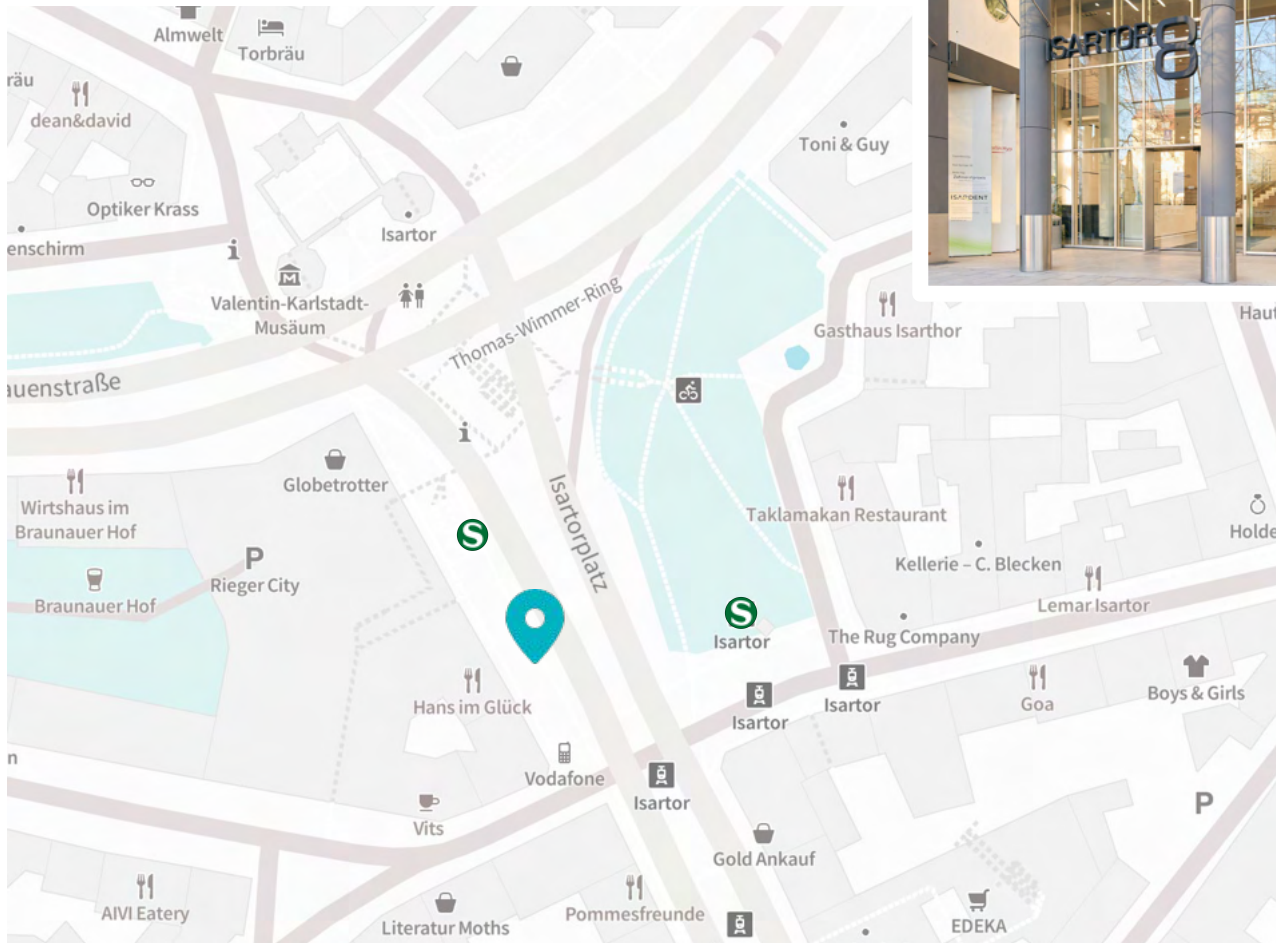 Almwelt
Torbräu
räu
dean&david
Optiker Krass
enschirm
Isartor
Valentin-Karlstadt-
Musäum
Toni & Guy
ISARTOR 8
ISARDENT
Thomas-Wimmer-Ring
Gasthaus Isarthor
Haut
auenstraße
Globetrotter
Wirtshaus im
Braunauer Hof
Isartorplatz
Taklamakan Restaurant
Holde
P
Rieger City
S
Kellerie – C. Blecken
Braunauer Hof
Lemar Isartor
S
Isartor
The Rug Company
Hans im Glück
Isartor
Isartor
Goa
Boys & Girls
n
Vodafone
Isartor
P
Vits
Gold Ankauf
AIVI Eatery
Literatur Moths
Pommesfreunde
EDEKA